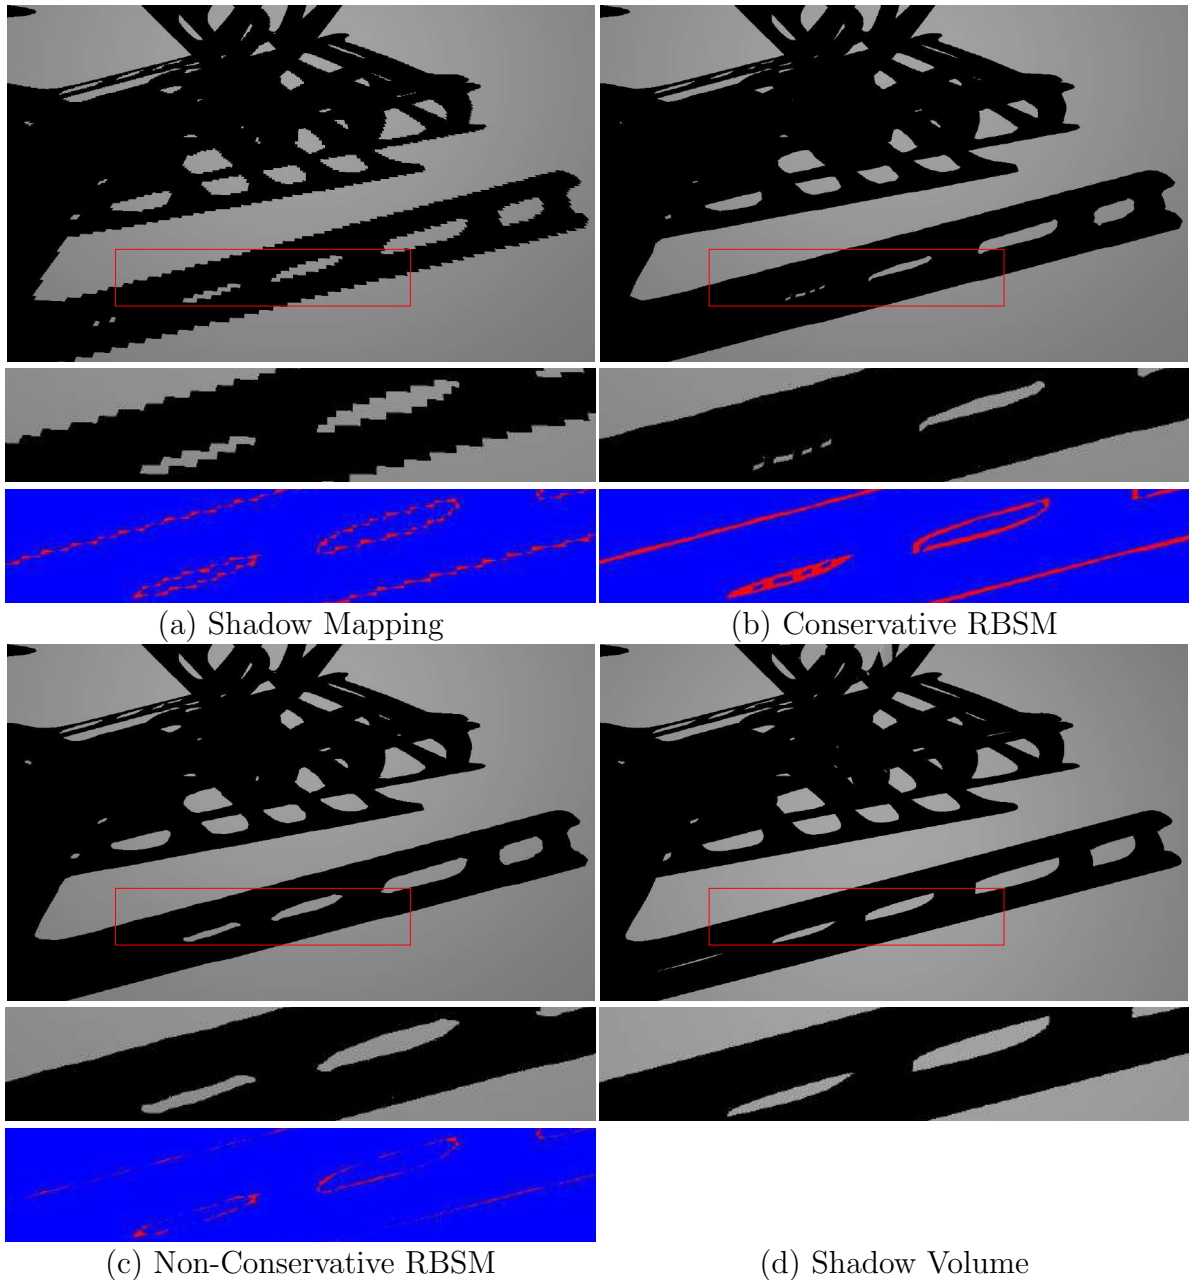 (a) Shadow Mapping
(b) Conservative RBSM
(c) Non-Conservative RBSM
(d) Shadow Volume